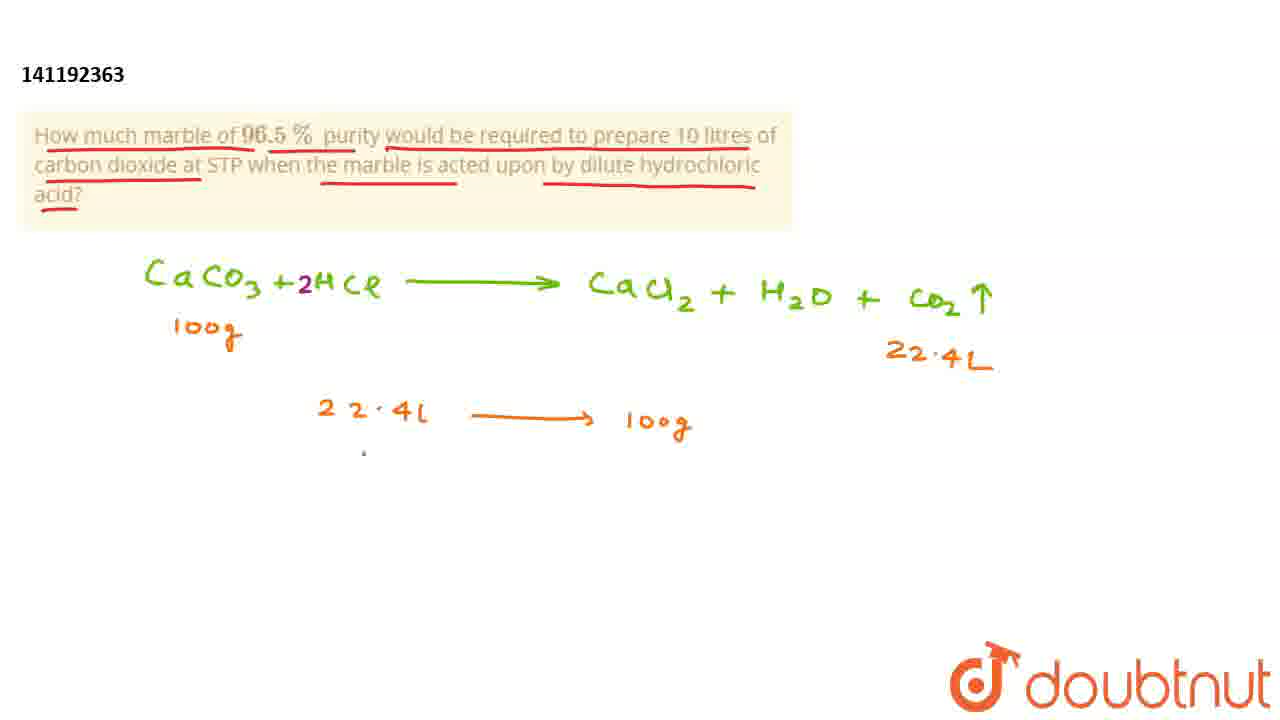 141192363
How much marble of 96.5 % purity would be required to prepare 10 litres of
carbon dioxide at STP when the marble is acted upon by dilute hydrochloric
acid?
CaCO3 + 2HCl ⟶ CaCl2 + H2O + CO2 ↑
100g 22.4L
22.4L ⟶ 100g
doubtnut